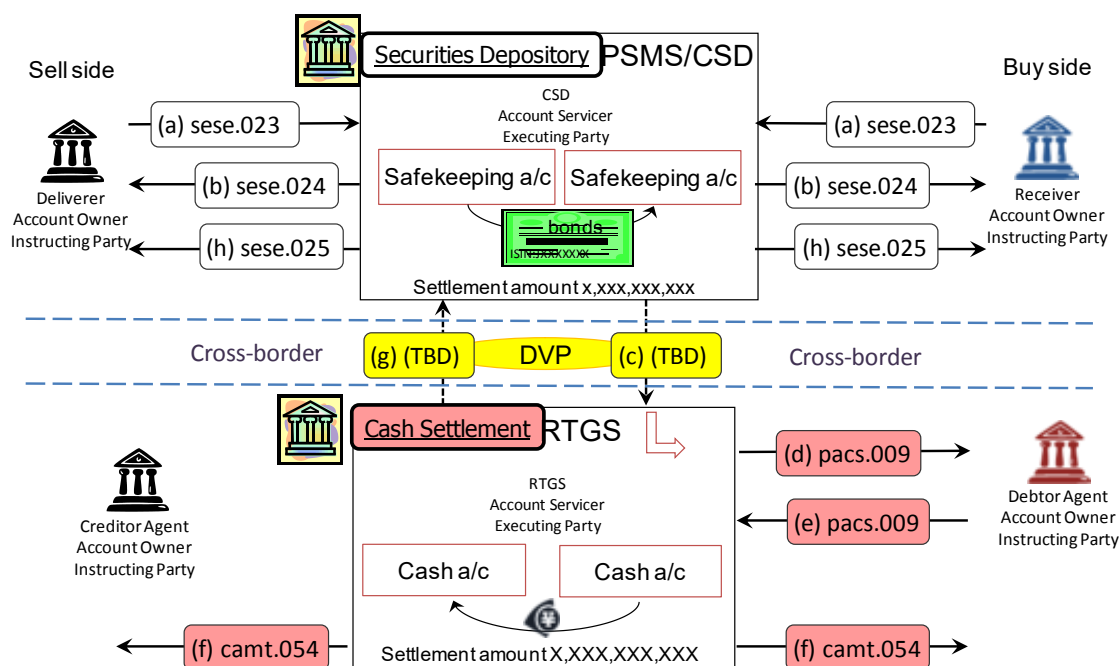 Securities Depository
PSMS/CSD
Sell side
Buy side
CSD
Account Servicer
Executing Party
(a) sese.023
(a) sese.023
Safekeeping a/c
Safekeeping a/c
(b) sese.024
(b) sese.024
Deliverer
Account Owner
Instructing Party
Receiver
Account Owner
Instructing Party
bonds
(h) sese.025
(h) sese.025
Settlement amount x,xxx,xxx,xxx
Cross-border
(g) (TBD)
DVP
(c) (TBD)
Cross-border
Cash Settlement
RTGS
(d) pacs.009
RTGS
Account Servicer
Executing Party
Creditor Agent
Account Owner
Instructing Party
(e) pacs.009
Debtor Agent
Account Owner
Instructing Party
Cash a/c
Cash a/c
¥
(f) camt.054
Settlement amount X,XXX,XXX,XXX
(f) camt.054